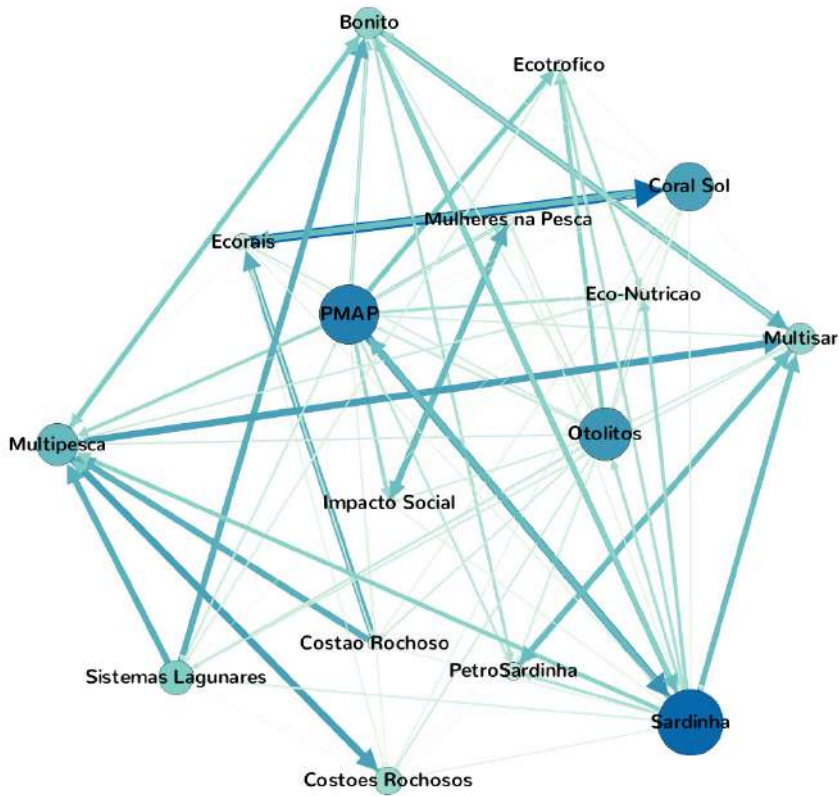 Bonito
Ecotrofico
Coral Sol
Mulheres na Pesca
Ecorais
Eco-Nutricao
PMAP
Multisar
Otolitos
Multipesca
Impacto Social
Costao Rochoso
PetroSardinha
Sistemas Lagunares
Sardinha
Costoes Rochosos